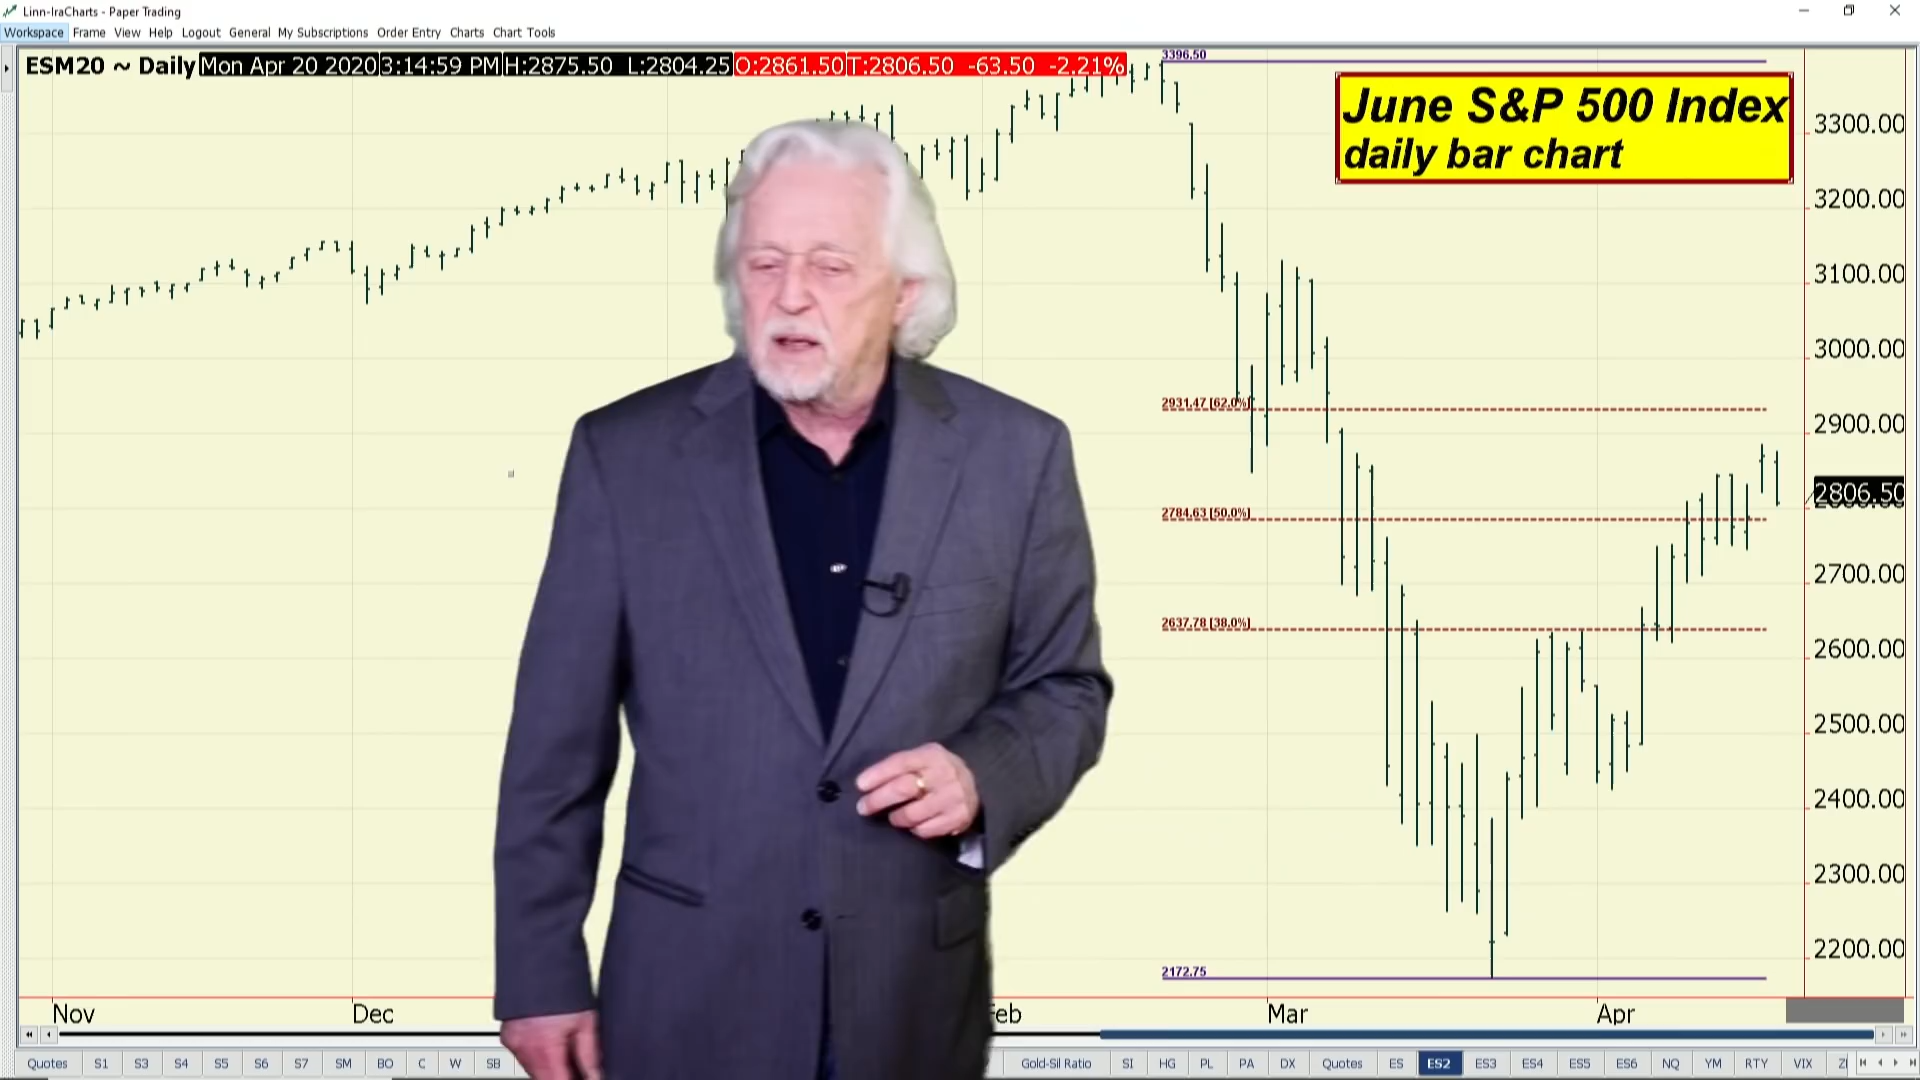 Linn-IraCharts - Paper Trading
Workspace Frame View Help Logout General My Subscriptions Order Entry Charts Chart Tools
ESM20 ~ Daily Mon Apr 20 2020 3:14:59 PM H:2875.50 L:2804.25 O:2861.50 T:2806.50 -63.50 -2.21%
3396.50
June S&P 500 Index
daily bar chart
3300.00
3200.00
3100.00
3000.00
2931.47 [62.0%]
2900.00
2806.50
2784.63 [50.0%]
2700.00
2637.78 [38.0%]
2600.00
2500.00
2400.00
2300.00
2200.00
2172.75
Nov Dec Feb Mar Apr
Quotes S1 S3 S4 S5 S6 S7 SM BO C W SB Gold-Sil Ratio SI HG PL PA DX Quotes ES ES2 ES3 ES4 ES5 ES6 NQ YM RTY VIX